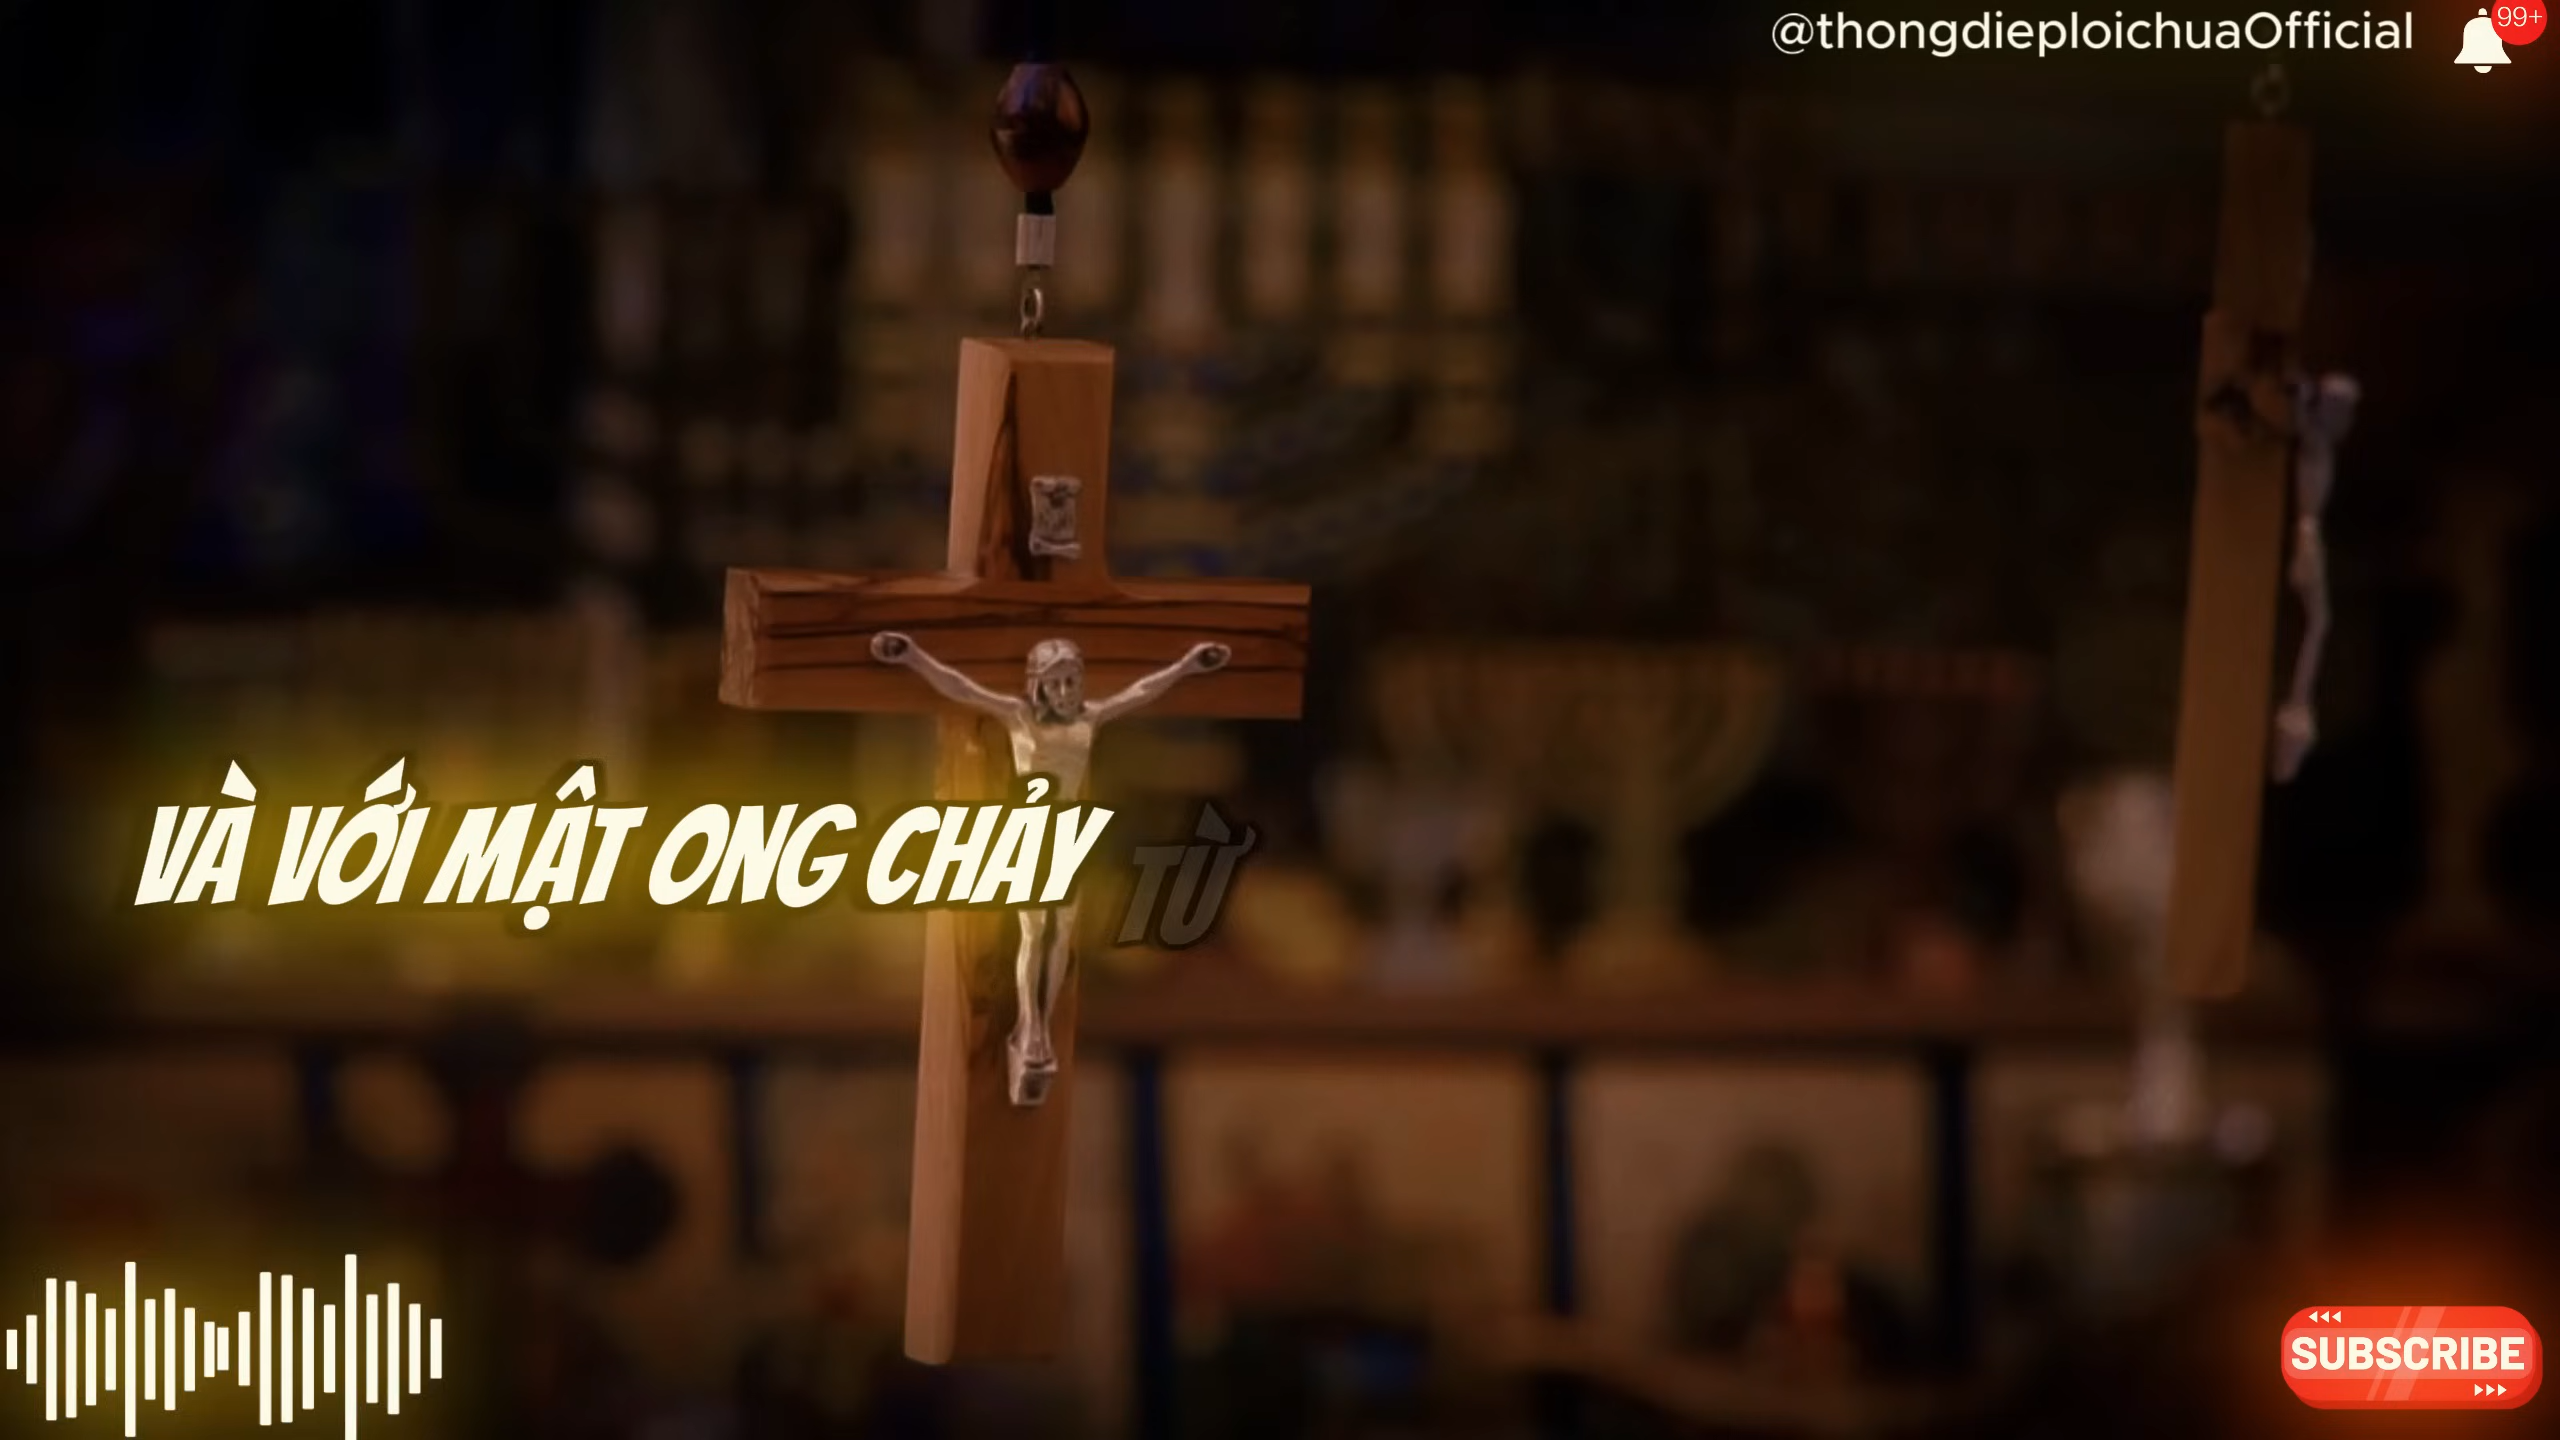 @thongdieploichuaOfficial
99+
VÀ VỚI MẬT ONG CHẢY TỪ
SUBSCRIBE